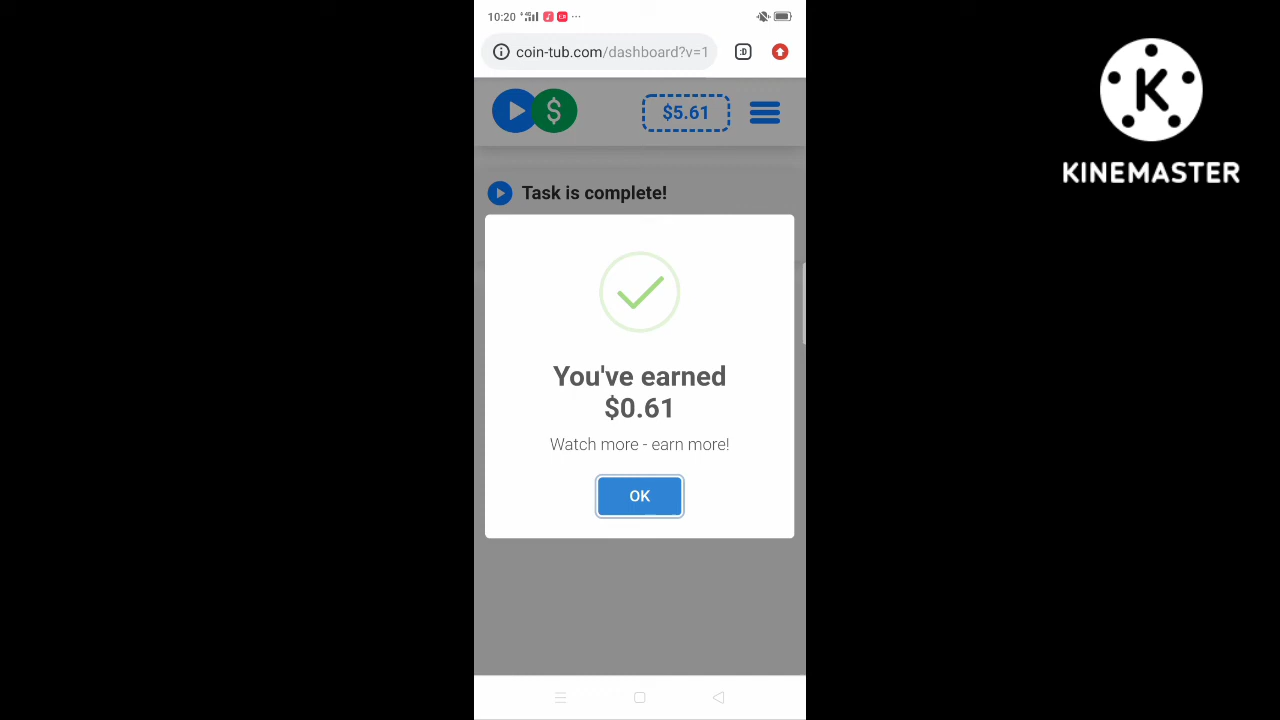 10:20
coin-tub.com/dashboard?v=1
:D
$
$5.61
Task is complete!
You've earned
$0.61
Watch more - earn more!
OK
K
KINEMASTER